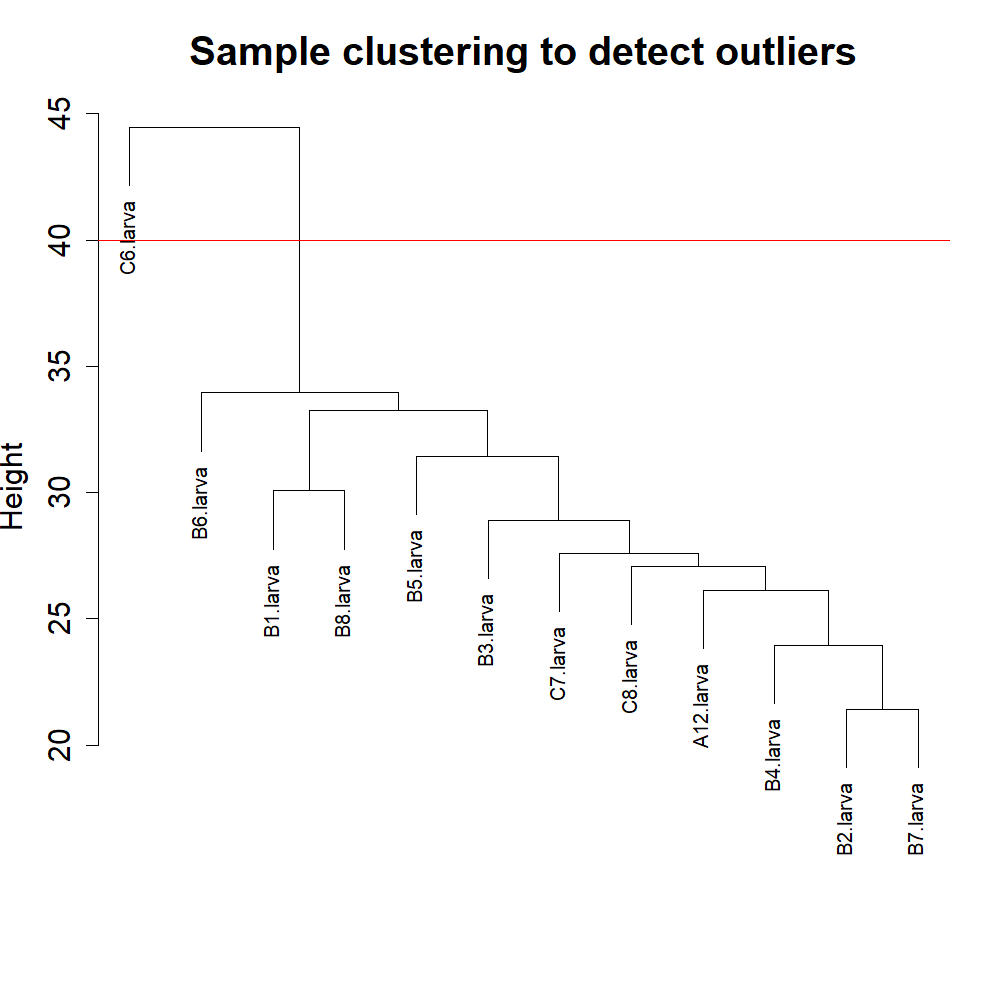 Sample clustering to detect outliers
Height
45
40
35
30
25
20
C6.larva
B6.larva
B1.larva
B8.larva
B5.larva
B3.larva
C7.larva
C8.larva
A12.larva
B4.larva
B2.larva
B7.larva